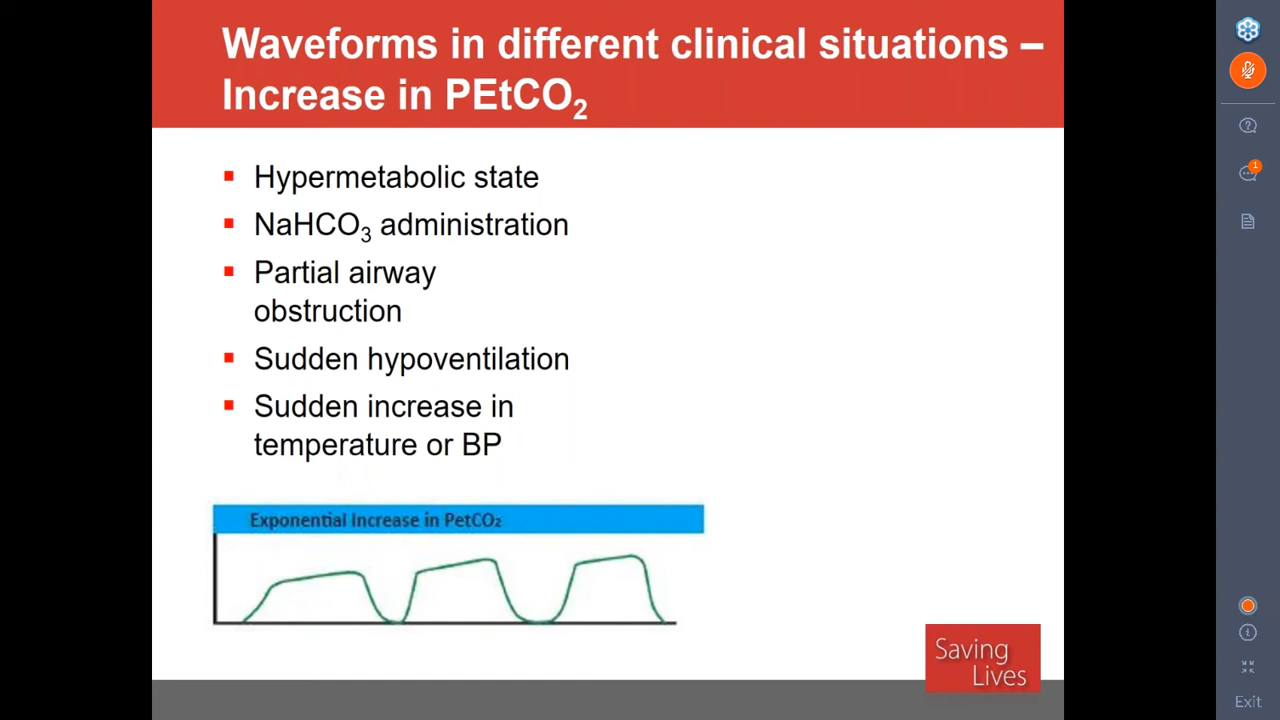 Waveforms in different clinical situations –
Increase in PEtCO₂
Hypermetabolic state
NaHCO₃ administration
Partial airway
obstruction
Sudden hypoventilation
Sudden increase in
temperature or BP
Exponential Increase in PetCO₂
Saving
Lives
1
Exit